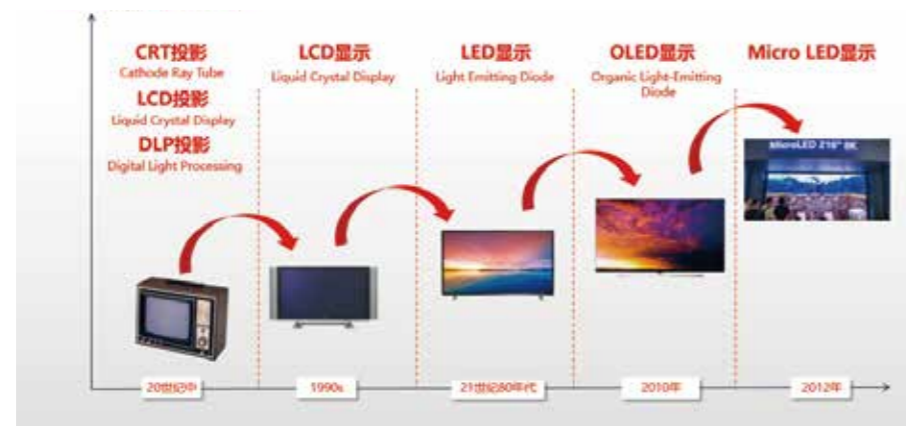 CRT投影
Cathode Ray Tube
LCD投影
Liquid Crystal Display
DLP投影
Digital Light Processing
LCD显示
Liquid Crystal Display
LED显示
Light Emitting Diode
OLED显示
Organic Light-Emitting
Diode
Micro LED显示
MicroLED 216" 8K
20世纪中
1990s
21世纪80年代
2010年
2012年